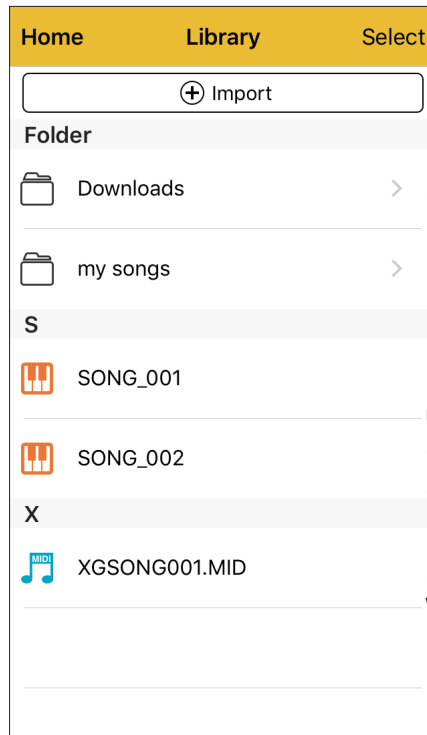 Home Library Select
Import
Folder
Downloads
my songs
S
SONG_001
SONG_002
X
MIDI XGSONG001.MID